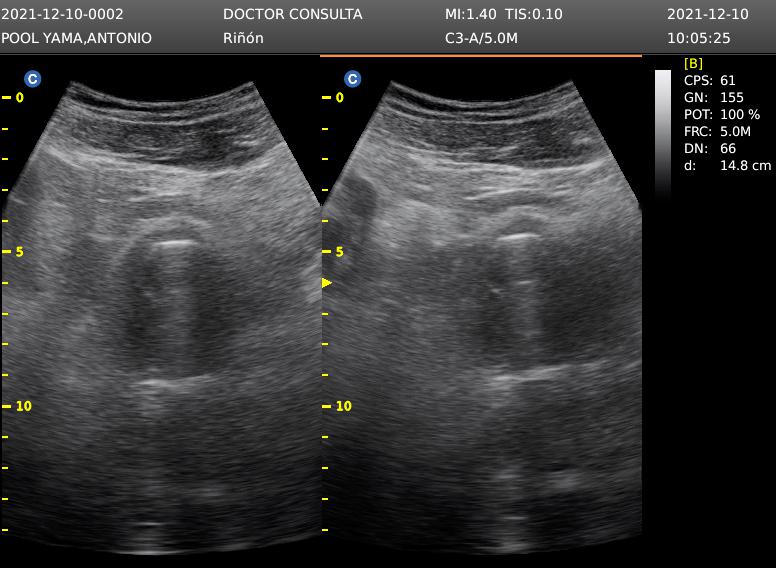 2021-12-10-0002 DOCTOR CONSULTA MI:1.40 TIS:0.10 2021-12-10
POOL YAMA,ANTONIO Riñón C3-A/5.0M 10:05:25
[B]
CPS: 61
GN: 155
POT: 100 %
FRC: 5.0M
DN: 66
d: 14.8 cm
C C
0 0
5 5
10 10